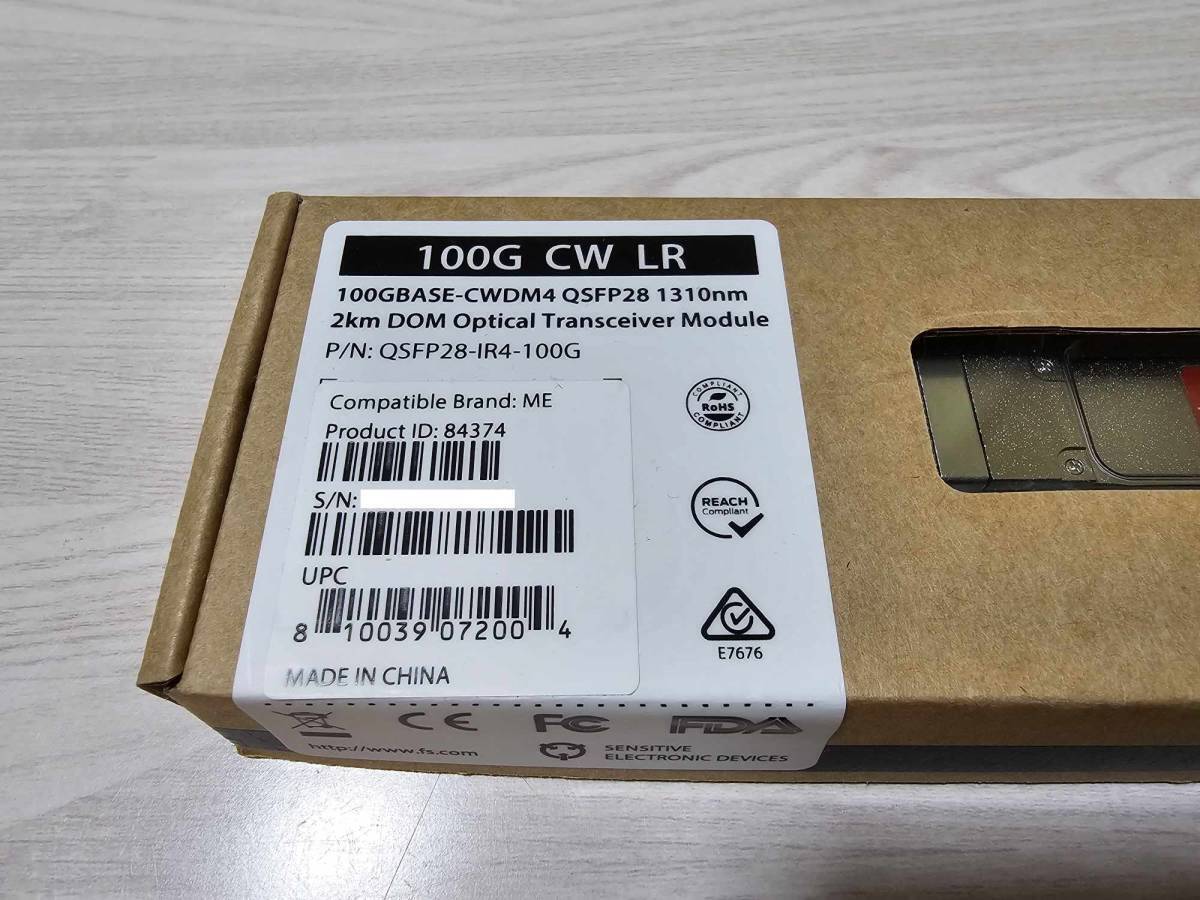 100G CW LR
100GBASE-CWDM4 QSFP28 1310nm
2km DOM Optical Transceiver Module
P/N: QSFP28-IR4-100G
Compatible Brand: ME
Product ID: 84374
S/N:
UPC
8 10039 07200 4
MADE IN CHINA
COMPLIANT
RoHS
COMPLIANT
REACH
Compliant
E7676
CE
FC
FDA
http://www.fs.com
SENSITIVE
ELECTRONIC DEVICES